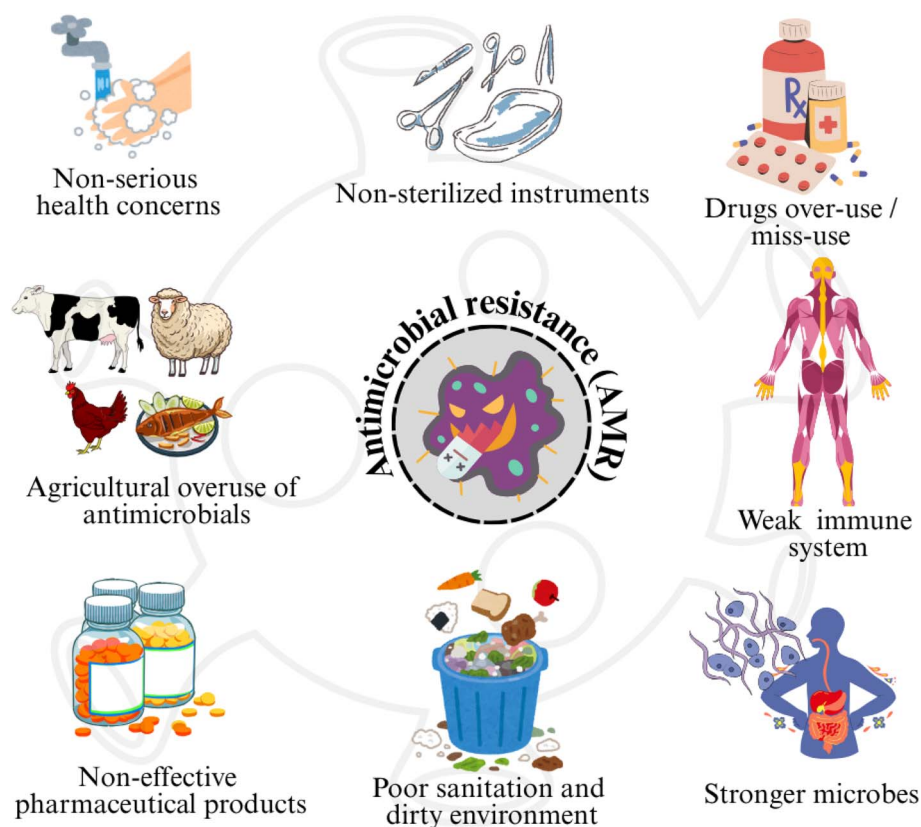 Non-serious
health concerns
Non-sterilized instruments
Rx
Drugs over-use /
miss-use
Antimicrobial resistance (AMR)
Agricultural overuse of
antimicrobials
Weak immune
system
Non-effective
pharmaceutical products
Poor sanitation and
dirty environment
Stronger microbes